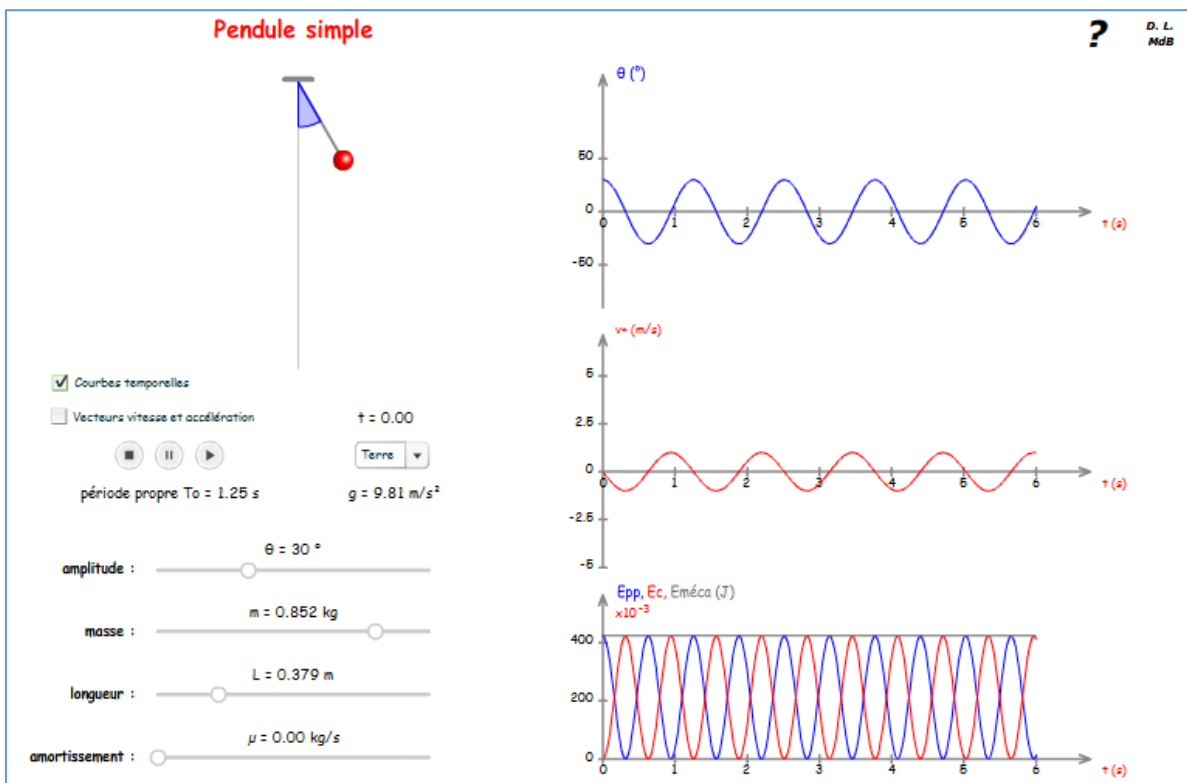 Pendule simple
?
D. L.
MdB
θ (°)
50
0
-50
0 1 2 3 4 5 6
t (s)
v+ (m/s)
5
2.5
0
-2.5
-5
0 1 2 3 4 5 6
t (s)
Epp, Ec, Eméca (J)
x10⁻³
400
200
0
0 1 2 3 4 5 6
t (s)
Courbes temporelles
Vecteurs vitesse et accélération
t = 0.00
Terre
période propre To = 1.25 s
g = 9.81 m/s²
θ = 30 °
amplitude :
m = 0.852 kg
masse :
L = 0.379 m
longueur :
µ = 0.00 kg/s
amortissement :